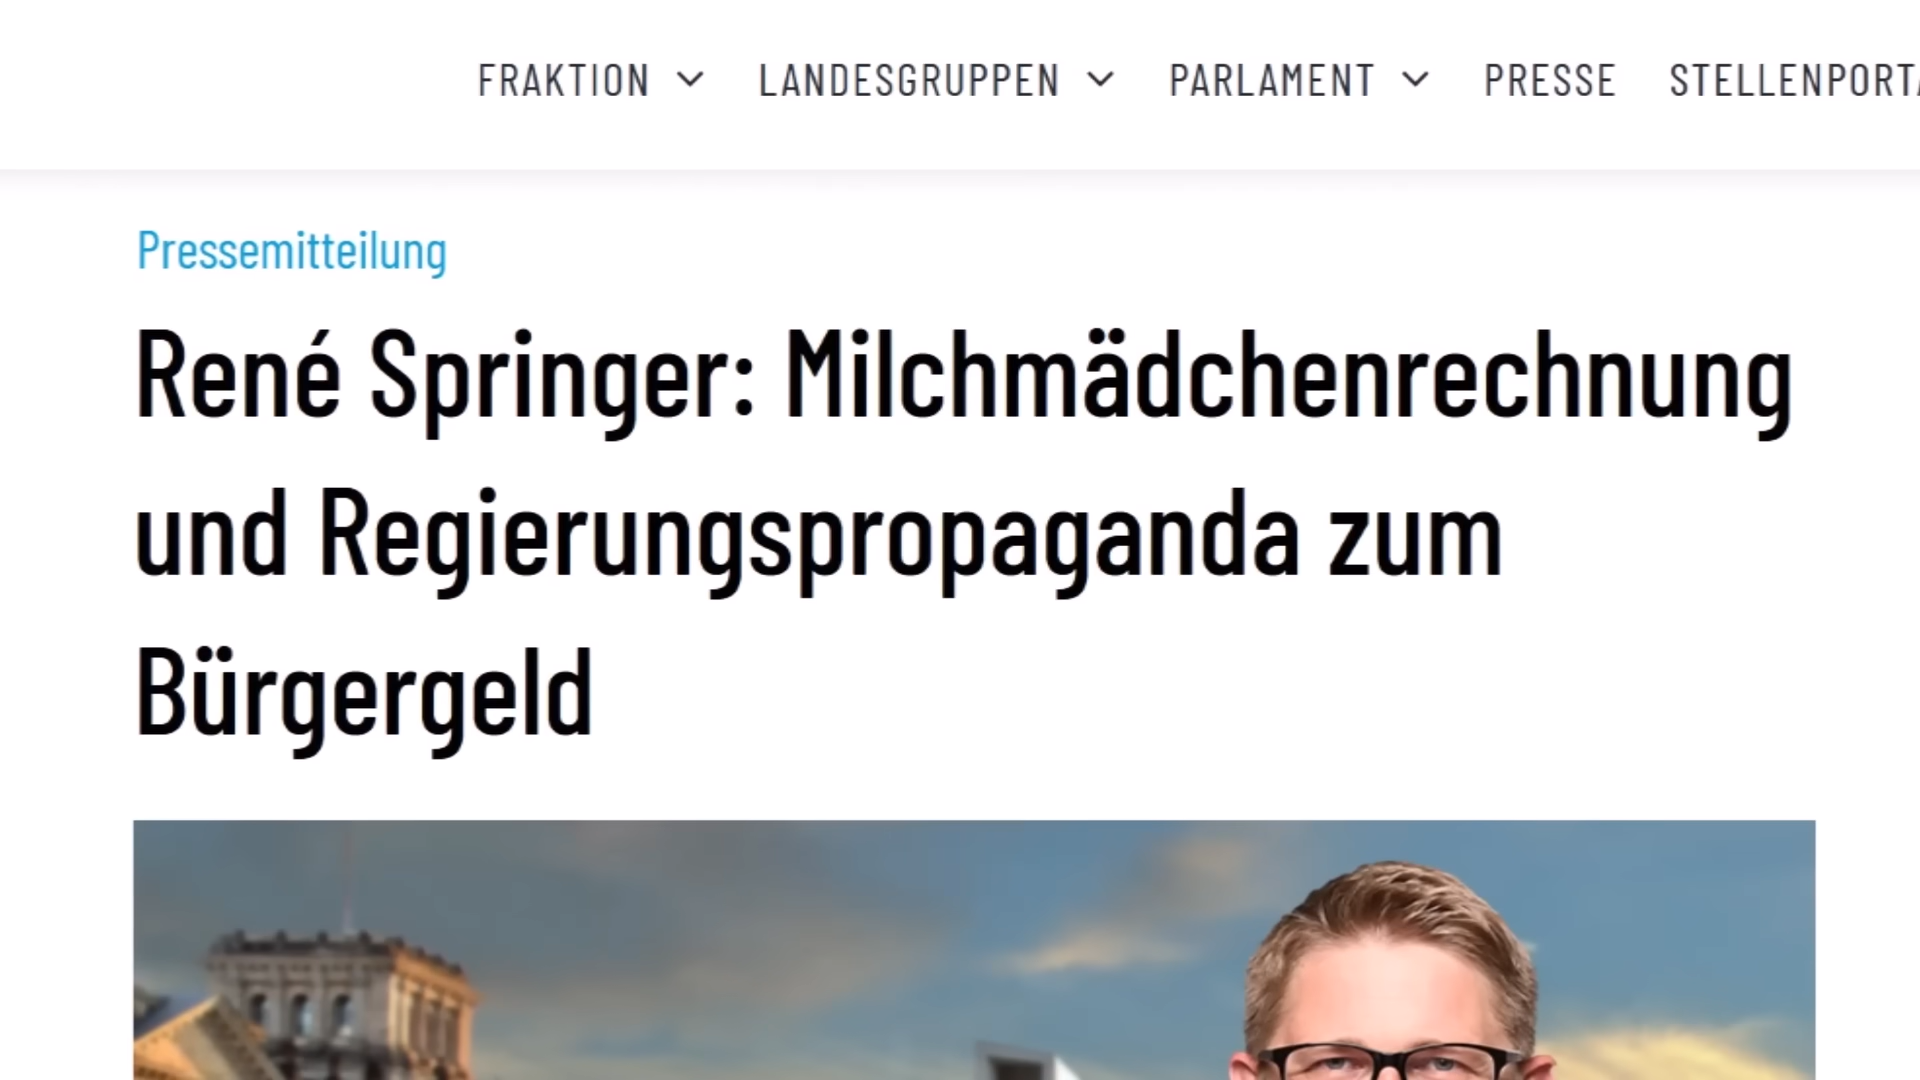 FRAKTION LANDESGRUPPEN PARLAMENT PRESSE STELLENPORTA
Pressemitteilung
René Springer: Milchmädchenrechnung
und Regierungspropaganda zum
Bürgergeld